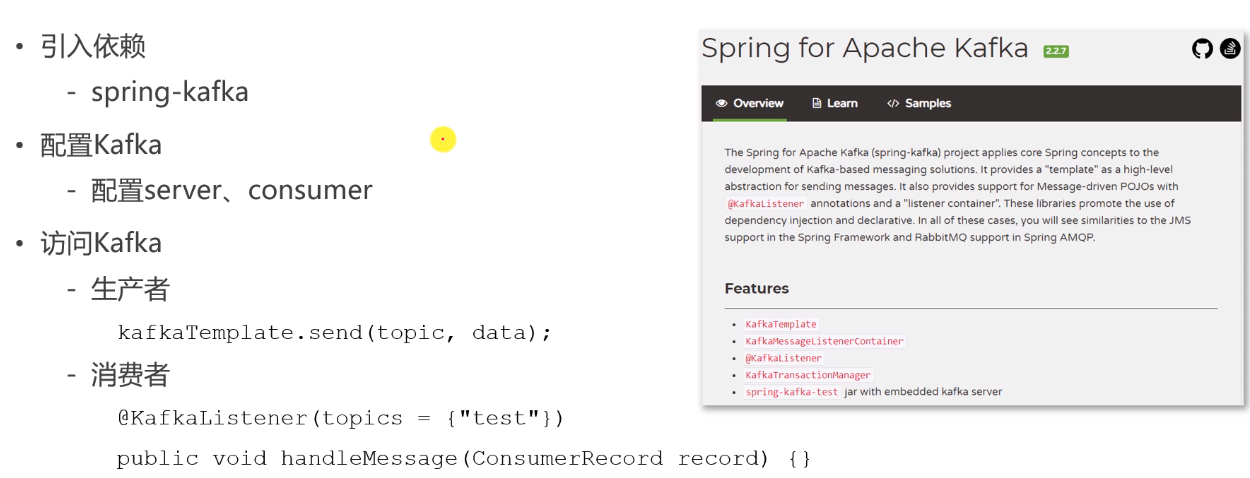 • 引入依赖
- spring-kafka
• 配置Kafka
- 配置server、consumer
• 访问Kafka
- 生产者
kafkaTemplate.send(topic, data);
- 消费者
@KafkaListener(topics = {"test"})
public void handleMessage(ConsumerRecord record) {}
Spring for Apache Kafka 2.2.7
Overview Learn </> Samples
The Spring for Apache Kafka (spring-kafka) project applies core Spring concepts to the
development of Kafka-based messaging solutions. It provides a "template" as a high-level
abstraction for sending messages. It also provides support for Message-driven POJOs with
@KafkaListener annotations and a "listener container". These libraries promote the use of
dependency injection and declarative. In all of these cases, you will see similarities to the JMS
support in the Spring Framework and RabbitMQ support in Spring AMQP.
Features
• KafkaTemplate
• KafkaMessageListenerContainer
• @KafkaListener
• KafkaTransactionManager
• spring-kafka-test jar with embedded kafka server